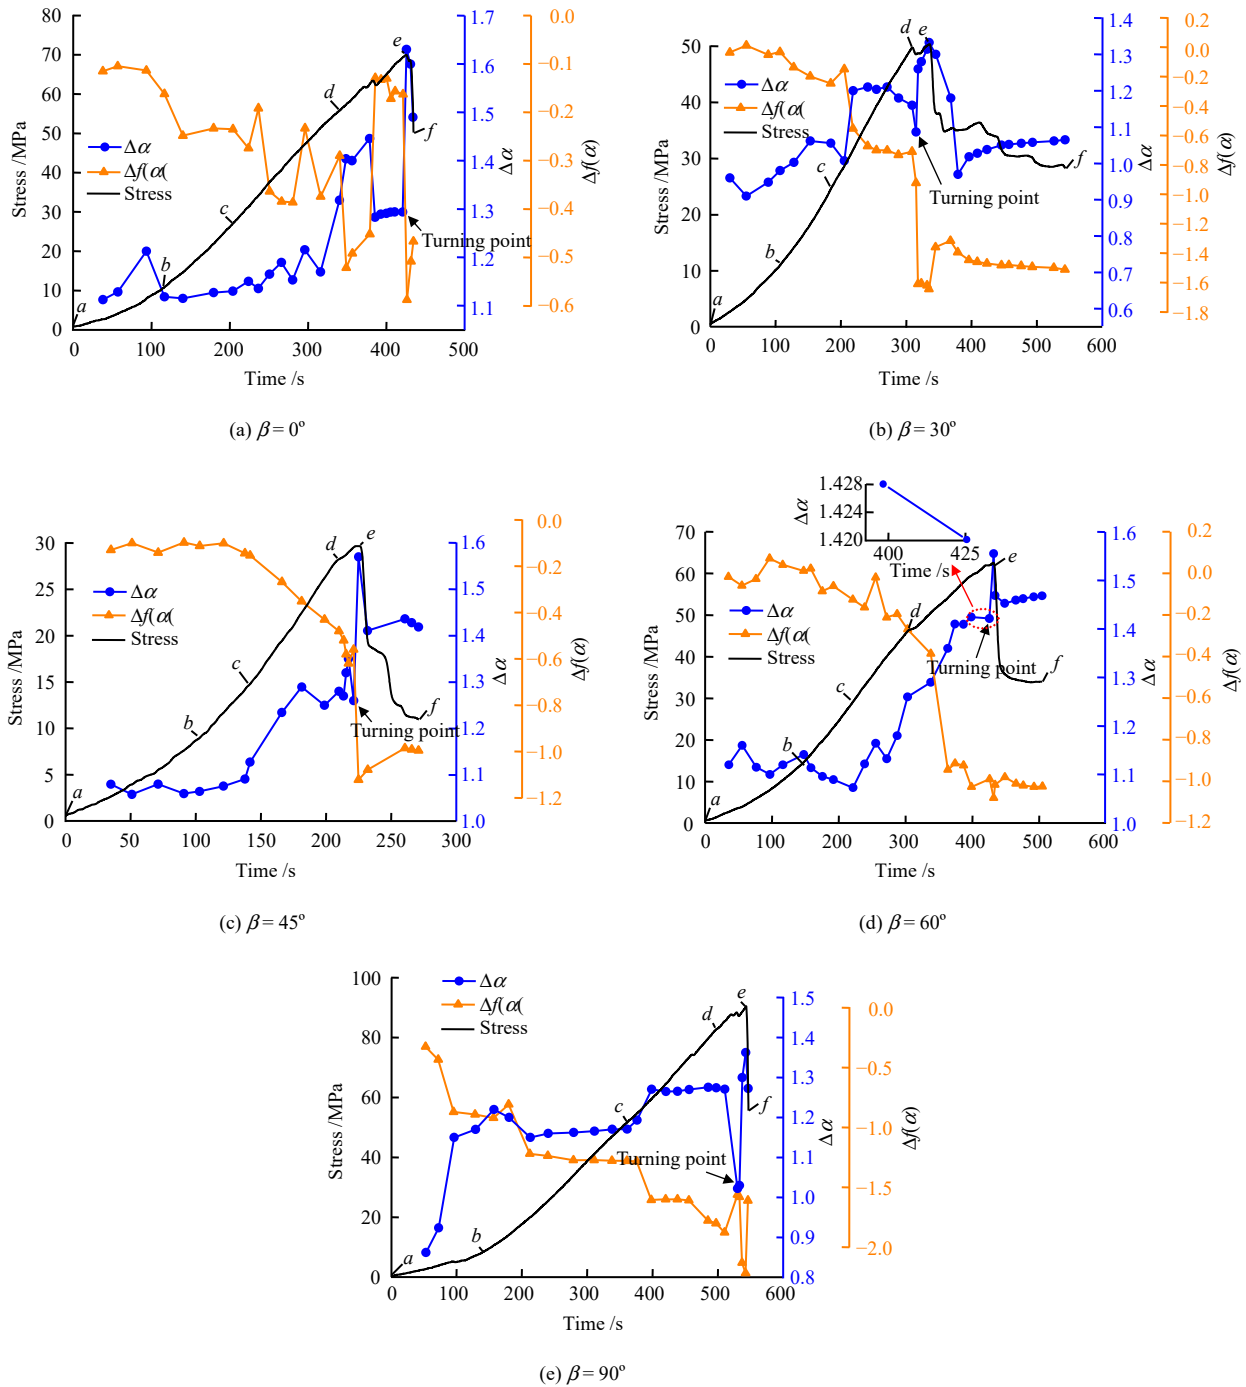 80
70
60
50
40
30
20
10
0
Stress /MPa
0 100 200 300 400 500
Time /s
1.7
1.6
1.5
1.4
1.3
1.2
1.1
Δα
0.0
−0.1
−0.2
−0.3
−0.4
−0.5
−0.6
Δf(α)
Δα
Δf(α(
Stress
a
b
c
d
e
f
Turning point
(a) β = 0º
50
40
30
20
10
0
Stress /MPa
0 100 200 300 400 500 600
Time /s
1.4
1.3
1.2
1.1
1.0
0.9
0.8
0.7
0.6
Δα
0.2
0.0
−0.2
−0.4
−0.6
−0.8
−1.0
−1.2
−1.4
−1.6
−1.8
Δf(α)
Δα
Δf(α(
Stress
a
b
c
d
e
f
Turning point
(b) β = 30º
30
25
20
15
10
5
0
Stress /MPa
0 50 100 150 200 250 300
Time /s
1.6
1.5
1.4
1.3
1.2
1.1
1.0
Δα
0.0
−0.2
−0.4
−0.6
−0.8
−1.0
−1.2
Δf(α)
Δα
Δf(α(
Stress
a
b
c
d
e
f
Turning point
(c) β = 45º
1.428
1.424
1.420
Δα
400 425
Time /s
70
60
50
40
30
20
10
0
Stress /MPa
0 100 200 300 400 500 600
Time /s
1.6
1.5
1.4
1.3
1.2
1.1
1.0
Δα
0.2
0.0
−0.2
−0.4
−0.6
−0.8
−1.0
−1.2
Δf(α)
Δα
Δf(α(
Stress
a
b
c
d
e
f
Turning point
(d) β = 60º
100
80
60
40
20
0
Stress /MPa
0 100 200 300 400 500 600
Time /s
1.5
1.4
1.3
1.2
1.1
1.0
0.9
0.8
Δα
0.0
−0.5
−1.0
−1.5
−2.0
Δf(α)
Δα
Δf(α(
Stress
a
b
c
d
e
f
Turning point
(e) β = 90º